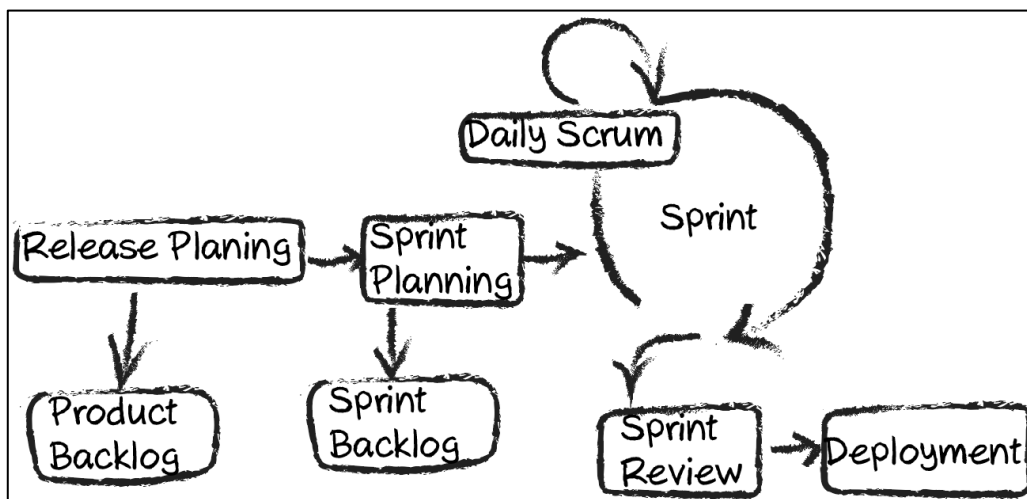 Daily Scrum
Sprint
Release Planing
Sprint
Planning
Product
Backlog
Sprint
Backlog
Sprint
Review
Deployment